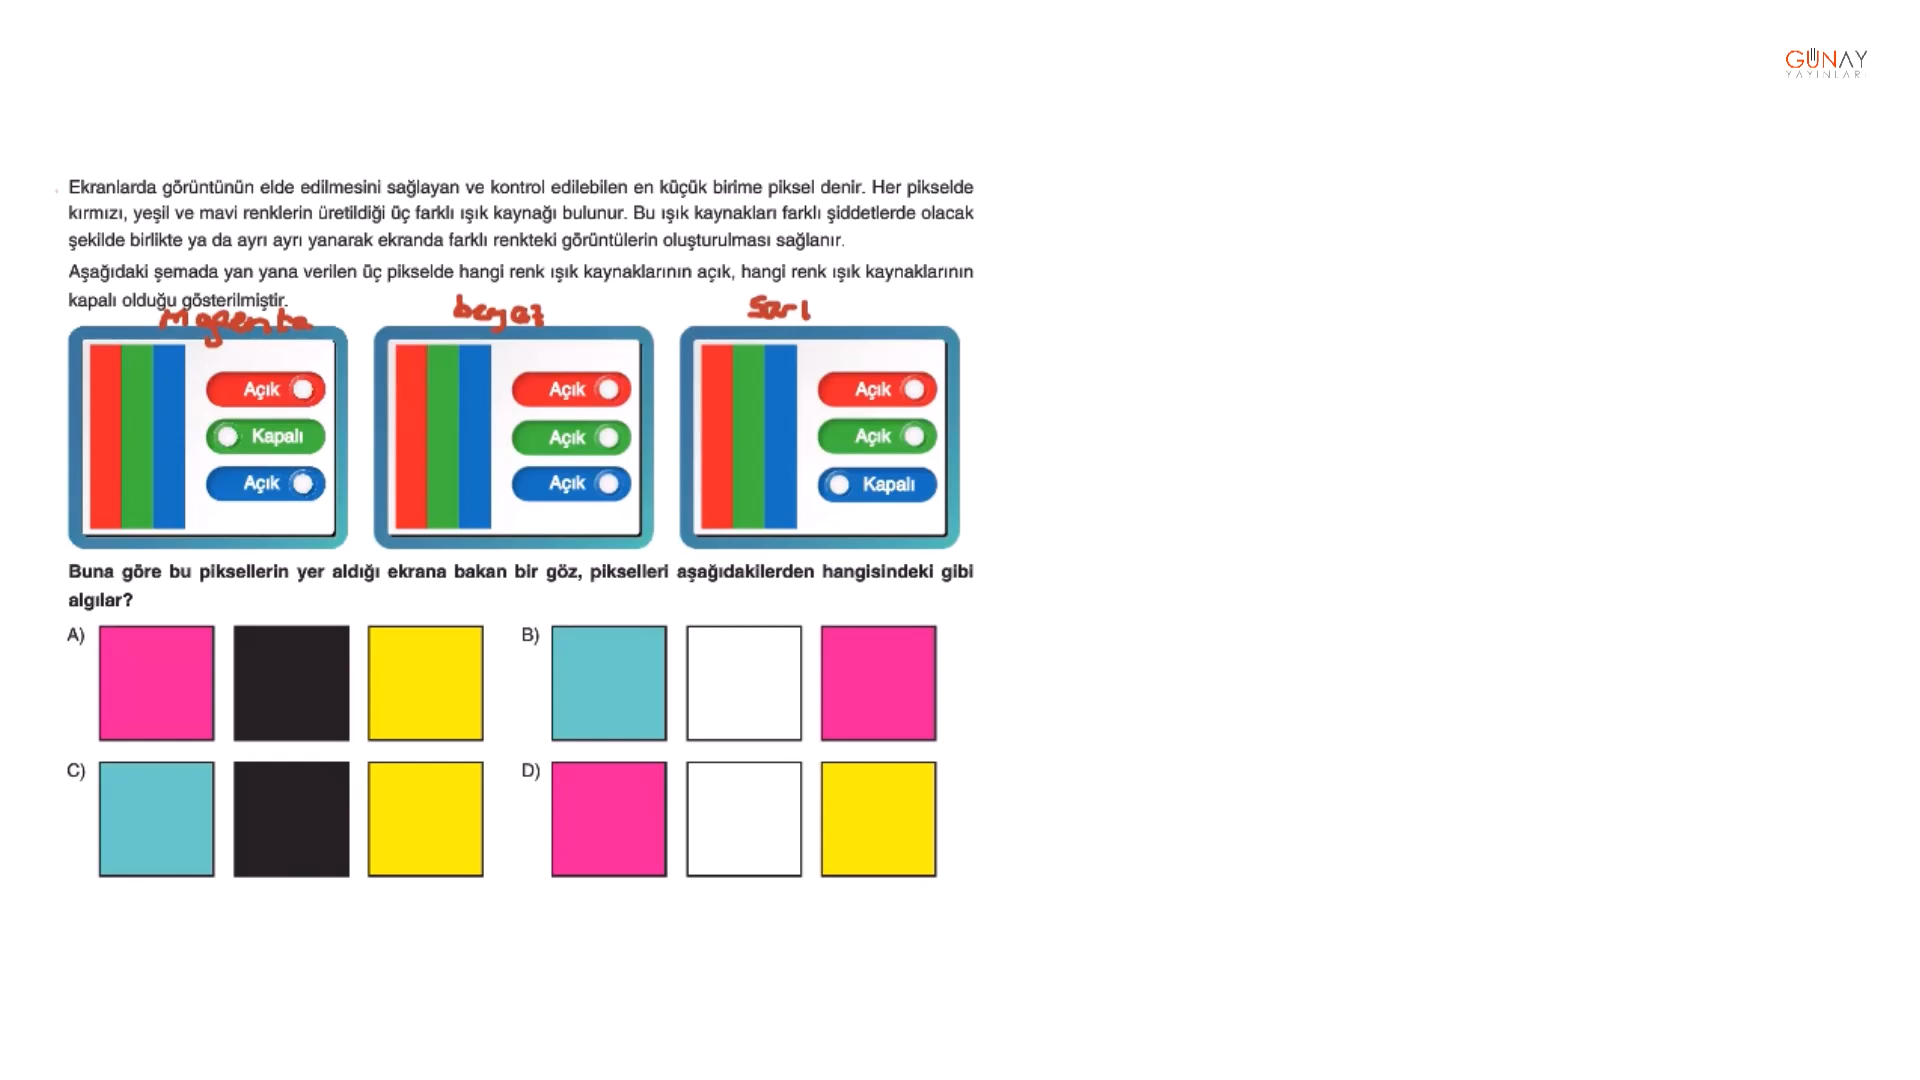 GÜNAY
YAYINLARI
Ekranlarda görüntünün elde edilmesini sağlayan ve kontrol edilebilen en küçük birime piksel denir. Her pikselde
kırmızı, yeşil ve mavi renklerin üretildiği üç farklı ışık kaynağı bulunur. Bu ışık kaynakları farklı şiddetlerde olacak
şekilde birlikte ya da ayrı ayrı yanarak ekranda farklı renkteki görüntülerin oluşturulması sağlanır.
Aşağıdaki şemada yan yana verilen üç pikselde hangi renk ışık kaynaklarının açık, hangi renk ışık kaynaklarının
kapalı olduğu gösterilmiştir.
beyaz
Sarı
Açık
Kapalı
Açık
Açık
Açık
Açık
Açık
Açık
Kapalı
Buna göre bu piksellerin yer aldığı ekrana bakan bir göz, pikselleri aşağıdakilerden hangisindeki gibi
algılar?
A)
B)
C)
D)